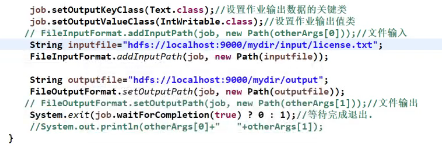 job.setOutputKeyClass(Text.class);//设置作业输出数据的关键类
job.setOutputValueClass(IntWritable.class);//设置作业输出值类
// FileInputFormat.addInputPath(job, new Path(otherArgs[0]));//文件输入
String inputfile="hdfs://localhost:9000/mydir/input/license.txt";
FileInputFormat.addInputPath(job, new Path(inputfile));
String outputfile="hdfs://localhost:9000/mydir/output";
FileOutputFormat.setOutputPath(job, new Path(outputfile));
// FileOutputFormat.setOutputPath(job, new Path(otherArgs[1]));//文件输出
System.exit(job.waitForCompletion(true) ? 0 : 1);//等待完成退出.
//System.out.println(otherArgs[0]+"   "+otherArgs[1]);
}